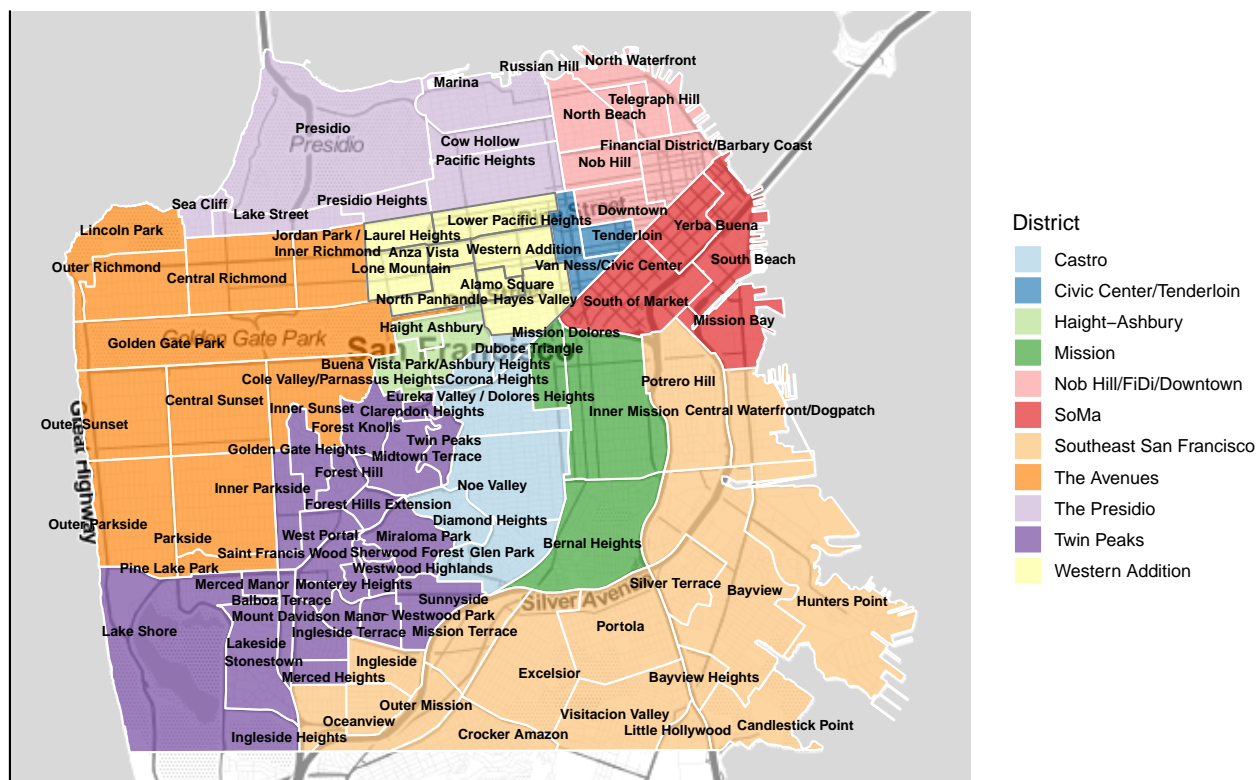 North Waterfront
Russian Hill
Marina
Telegraph Hill
North Beach
Presidio
Presidio
Cow Hollow
Financial District/Barbary Coast
Pacific Heights
Nob Hill
Presidio Heights
Sea Cliff
Lake Street
Downtown
Lower Pacific Heights
Yerba Buena
Lincoln Park
Jordan Park / Laurel Heights
Tenderloin
Inner Richmond
Anza Vista
Western Addition
South Beach
Outer Richmond
Lone Mountain
Van Ness/Civic Center
Central Richmond
Alamo Square
North Panhandle
Hayes Valley
South of Market
Mission Bay
Haight Ashbury
Mission Dolores
Golden Gate Park
Golden Gate Park
San Francisco
Duboce Triangle
Buena Vista Park/Ashbury Heights
Cole Valley/Parnassus Heights
Corona Heights
Potrero Hill
Eureka Valley / Dolores Heights
Central Sunset
Inner Sunset
Clarendon Heights
Inner Mission
Central Waterfront/Dogpatch
Outer Sunset
Great Highway
Forest Knolls
Twin Peaks
Golden Gate Heights
Midtown Terrace
Forest Hill
Inner Parkside
Noe Valley
Forest Hills Extension
Outer Parkside
Diamond Heights
Parkside
West Portal
Miraloma Park
Bernal Heights
Saint Francis Wood
Sherwood Forest
Glen Park
Pine Lake Park
Westwood Highlands
Merced Manor
Monterey Heights
Silver Terrace
Bayview
Balboa Terrace
Sunnyside
Silver Avenue
Hunters Point
Mount Davidson Manor
Westwood Park
Lake Shore
Ingleside Terrace
Mission Terrace
Portola
Lakeside
Stonestown
Ingleside
Merced Heights
Excelsior
Bayview Heights
Outer Mission
Oceanview
Visitacion Valley
Candlestick Point
Ingleside Heights
Crocker Amazon
Little Hollywood
District
Castro
Civic Center/Tenderloin
Haight−Ashbury
Mission
Nob Hill/FiDi/Downtown
SoMa
Southeast San Francisco
The Avenues
The Presidio
Twin Peaks
Western Addition